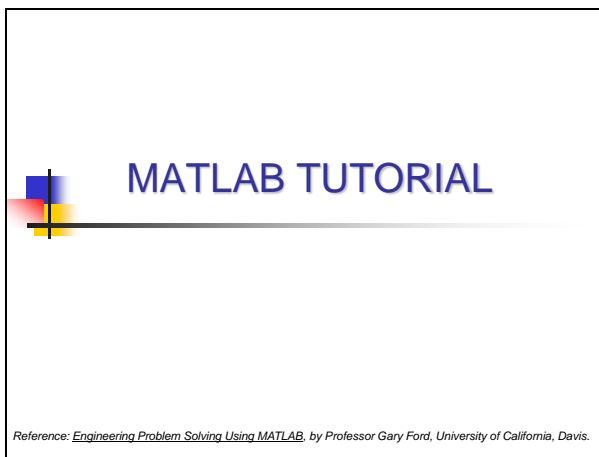 MATLAB TUTORIAL
Reference: Engineering Problem Solving Using MATLAB, by Professor Gary Ford, University of California, Davis.